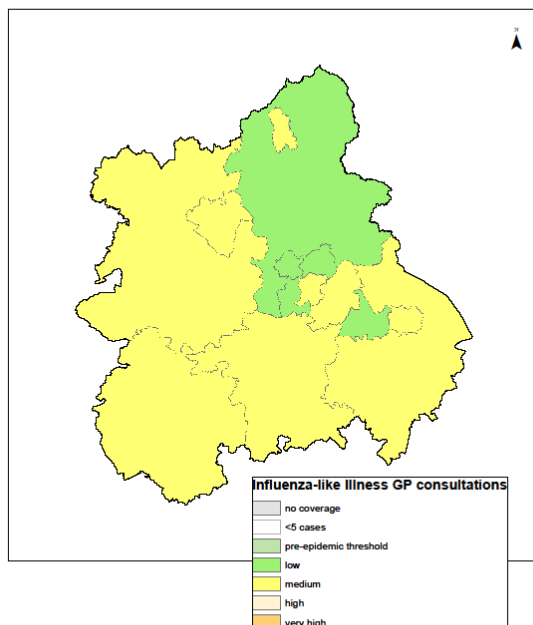 N
Influenza-like Illness GP consultations
no coverage
<5 cases
pre-epidemic threshold
low
medium
high
very high